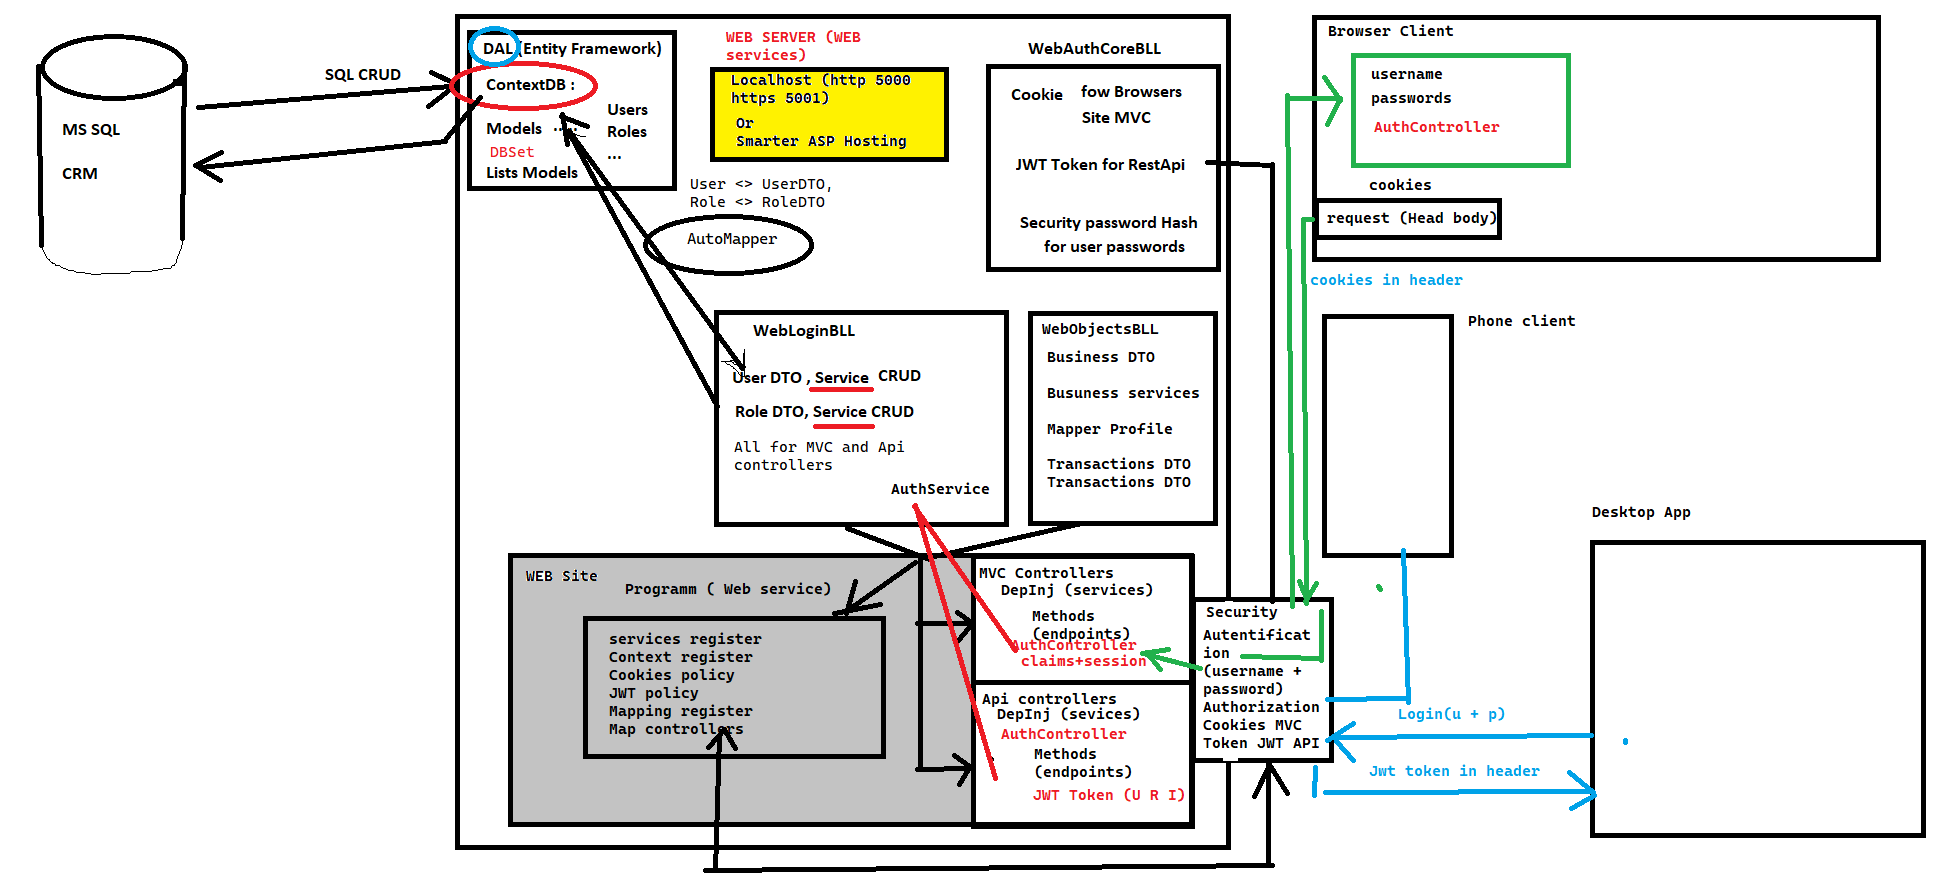 MS SQL
CRM
SQL CRUD
DAL (Entity Framework)
ContextDB :
Users
Models .....
Roles
DBSet
...
Lists Models
WEB SERVER (WEB
services)
Localhost (http 5000
https 5001)
Or
Smarter ASP Hosting
User <> UserDTO,
Role <> RoleDTO
AutoMapper
WebAuthCoreBLL
Cookie
fow Browsers
Site MVC
JWT Token for RestApi
Security password Hash
for user passwords
WebLoginBLL
User DTO , Service CRUD
Role DTO, Service CRUD
All for MVC and Api
controllers
AuthService
WebObjectsBLL
Business DTO
Busuness services
Mapper Profile
Transactions DTO
Transactions DTO
WEB Site
Programm ( Web service)
services register
Context register
Cookies policy
JWT policy
Mapping register
Map controllers
MVC Controllers
DepInj (services)
Methods
(endpoints)
AuthController
claims+session
Api controllers
DepInj (sevices)
AuthController
Methods
(endpoints)
JWT Token (U R I)
Security
Autentificat
ion
(username +
password)
Authorization
Cookies MVC
Token JWT API
Browser Client
username
passwords
AuthController
cookies
request (Head body)
cookies in header
Phone client
Desktop App
Login(u + p)
Jwt token in header